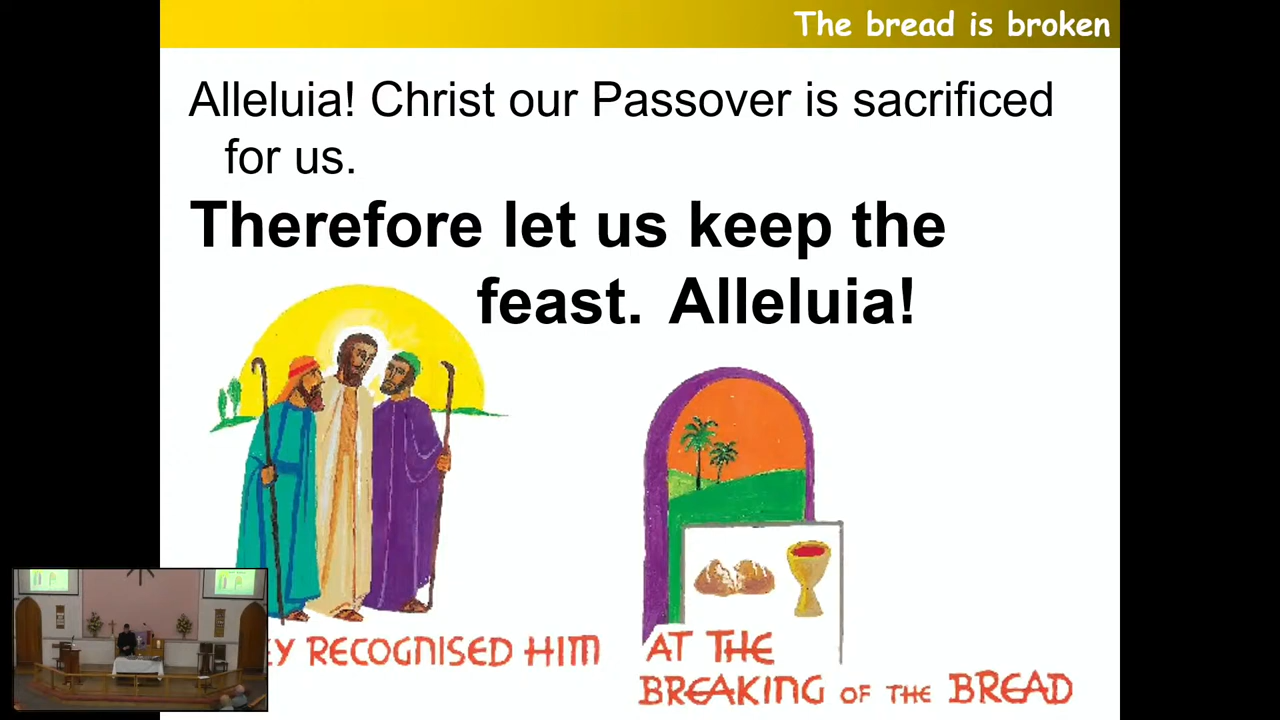 The bread is broken
Alleluia! Christ our Passover is sacrificed
for us.
Therefore let us keep the
feast. Alleluia!
EY RECOGNISED HIM
AT THE
BREAKING OF THE BREAD